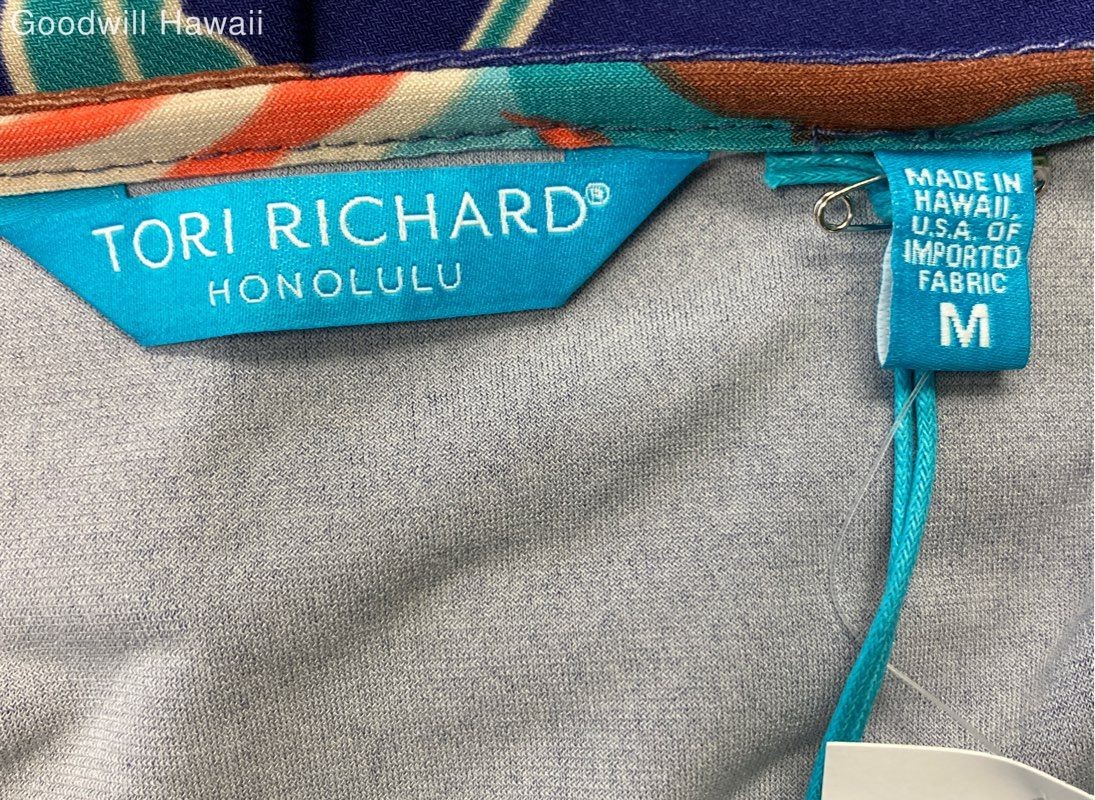 Goodwill Hawaii
TORI RICHARD®
HONOLULU
MADE IN
HAWAII,
U.S.A. OF
IMPORTED
FABRIC
M